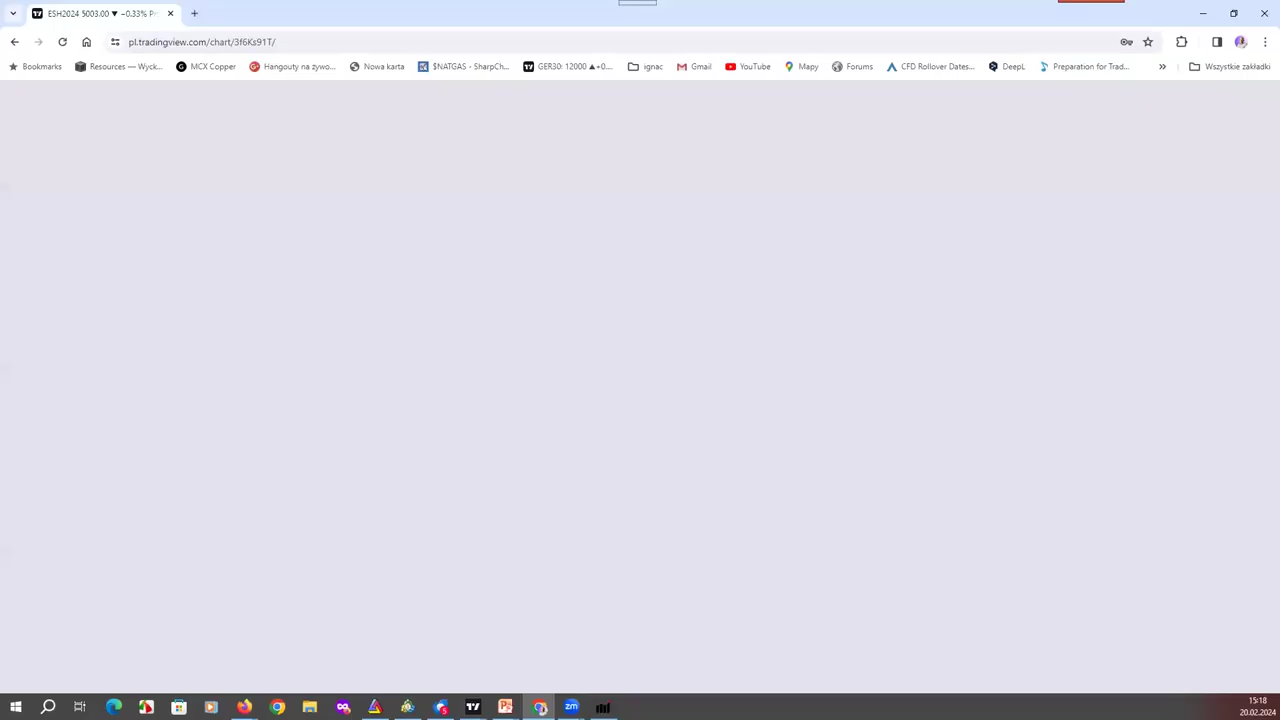 ESH2024 5003.00 ▼ −0.33% Pr
pl.tradingview.com/chart/3f6Ks91T/
Bookmarks Resources — Wyck... MCX Copper Hangouty na żywo... Nowa karta $NATGAS - SharpCh... GER30: 12000 ▲+0.... ignac Gmail YouTube Mapy Forums CFD Rollover Dates... DeepL Preparation for Trad... » Wszystkie zakładki
15:18
20.02.2024